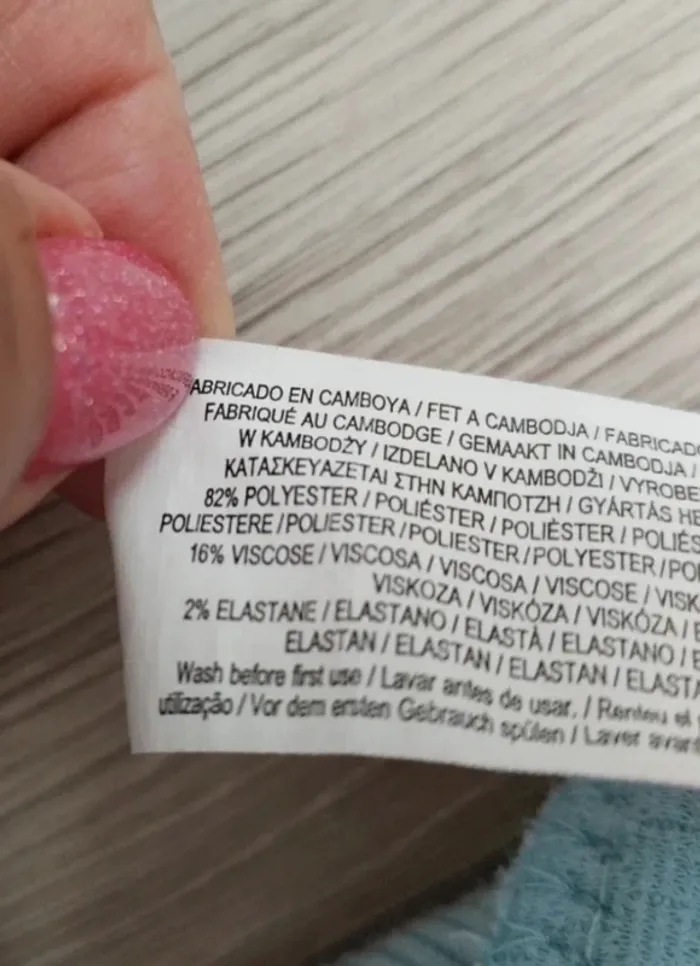 ABRICADO EN CAMBOYA / FET A CAMBODJA / FABRICADO
FABRIQUÉ AU CAMBODGE / GEMAAKT IN CAMBODJA /
W KAMBODŻY / IZDELANO V KAMBODŽI / VYROBE
ΚΑΤΑΣΚΕΥΑΖΕΤΑΙ ΣΤΗΝ ΚΑΜΠΟΤΖΗ / GYÁRTÁS HE
82% POLYESTER / POLIÉSTER / POLIÈSTER / POLIÉS
POLIESTERE / POLIESTER / POLIESTER / POLYESTER / POL
16% VISCOSE / VISCOSA / VISCOSA / VISCOSE / VISK
VISKOZA / VISKÓZA / VISKÓZA /
2% ELASTANE / ELASTANO / ELASTÀ / ELASTANO / E
ELASTAN / ELASTAN / ELASTAN / ELAST
Wash before first use / Lavar antes de usar. / Renteu el
utilização / Vor dem ersten Gebrauch spülen / Laver avant